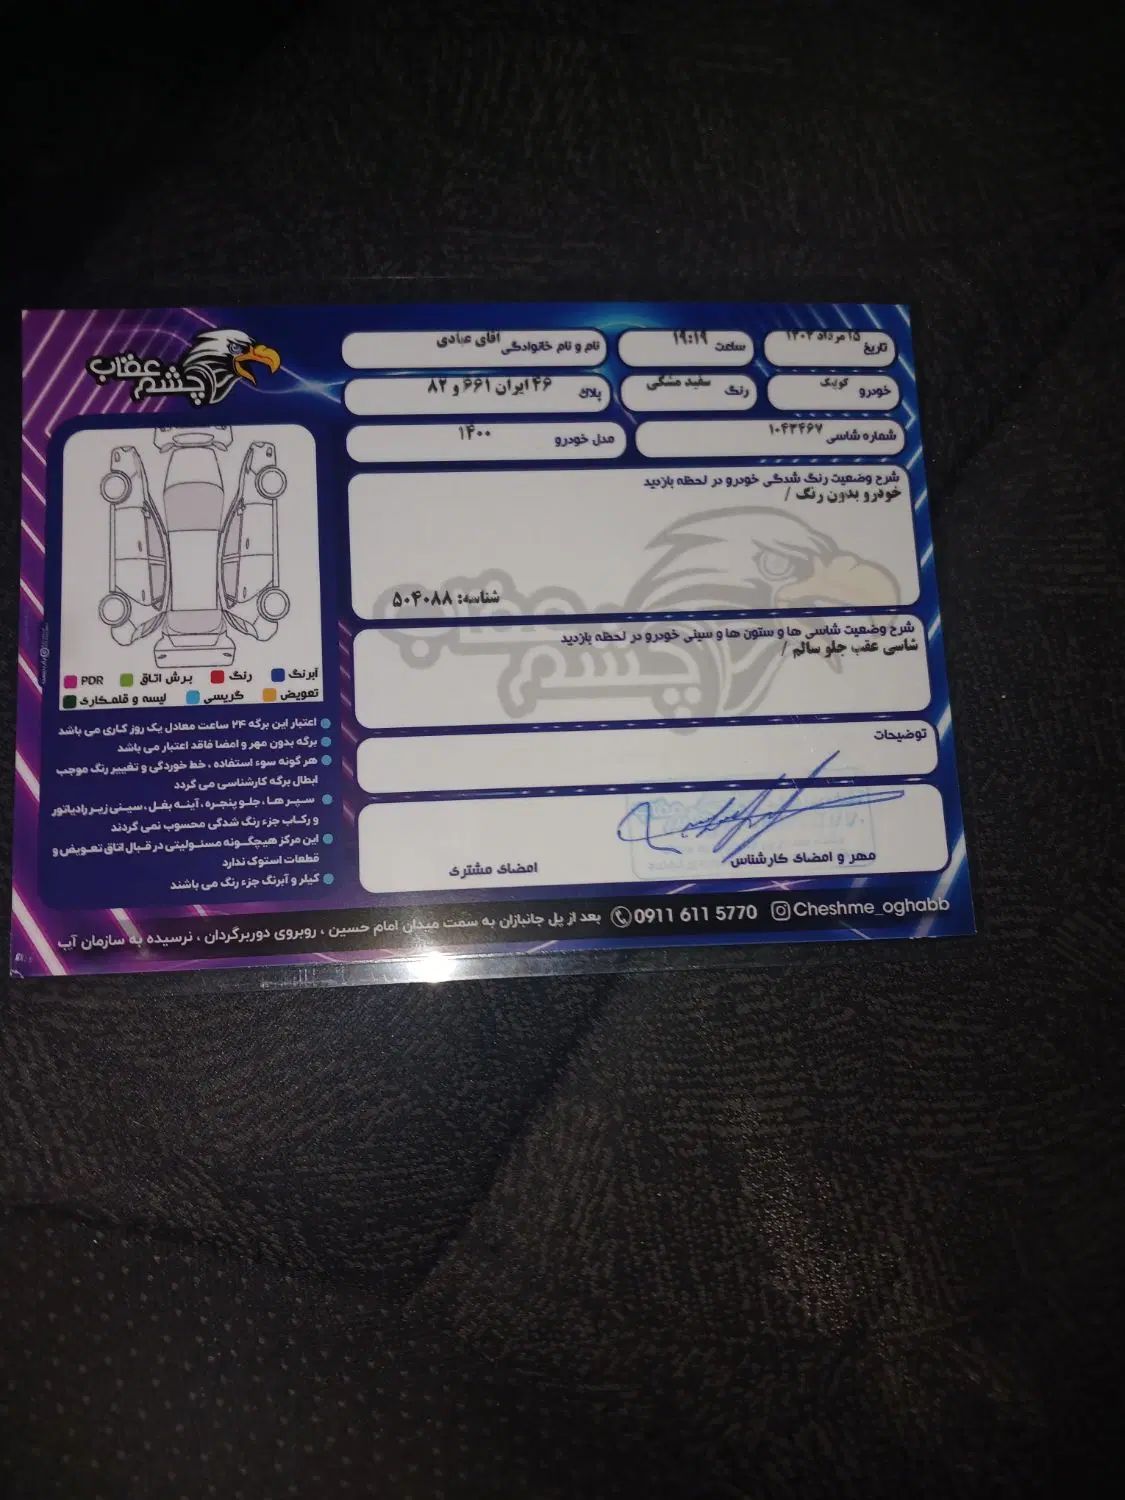 چشم عقاب
تاریخ ۱۵ مرداد ۱۴۰۲
ساعت ۱۹:۱۹
نام و نام خانوادگی آقای عبادی
خودرو کوییک
رنگ سفید مشکی
پلاک ۴۶ ایران ۶۶۱ و ۸۲
شماره شاسی ۱۰۴۳۴۶۷
مدل خودرو ۱۴۰۰
شرح وضعیت رنگ شدگی خودرو در لحظه بازدید
خودرو بدون رنگ /
شناسه: ۵۰۴۰۸۸
شرح وضعیت شاسی ها و ستون ها و سینی خودرو در لحظه بازدید
شاسی عقب جلو سالم /
توضیحات
مهر و امضای کارشناس
امضای مشتری
آبرنگ
رنگ
برش اتاق
PDR
تعویض
گریسی
لیسه و قلمکاری
اعتبار این برگه ۲۴ ساعت معادل یک روز کاری می باشد
برگه بدون مهر و امضا فاقد اعتبار می باشد
هر گونه سوء استفاده ، خط خوردگی و تغییر رنگ موجب
ابطال برگه کارشناسی می گردد
سپر ها ، جلو پنجره ، آینه بغل ، سینی زیر رادیاتور
و رکاب جزء رنگ شدگی محسوب نمی گردند
این مرکز هیچگونه مسئولیتی در قبال اتاق تعویض و
قطعات استوک ندارد
کیلر و آبرنگ جزء رنگ می باشند
Cheshme_oghabb
0911 611 5770
بعد از پل جانبازان به سمت میدان امام حسین ، روبروی دوربرگردان ، نرسیده به سازمان آب